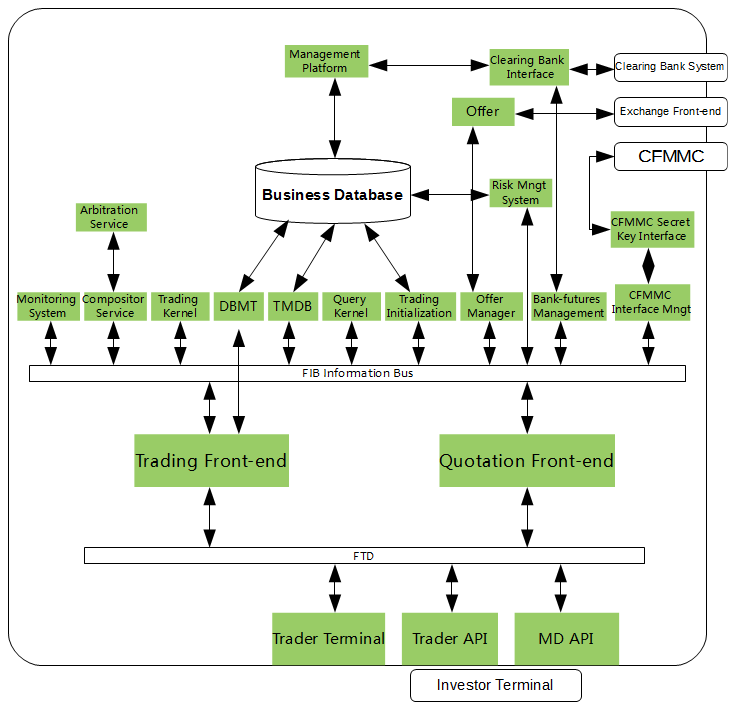 Management
Platform
Clearing Bank
Interface
Clearing Bank System
Offer
Exchange Front-end
CFMMC
Business Database
Risk Mngt
System
Arbitration
Service
CFMMC Secret
Key Interface
Monitoring
System
Compositor
Service
Trading
Kernel
DBMT
TMDB
Query
Kernel
Trading
Initialization
Offer
Manager
Bank-futures
Management
CFMMC
Interface Mngt
FIB Information Bus
Trading Front-end
Quotation Front-end
FTD
Trader Terminal
Trader API
MD API
Investor Terminal